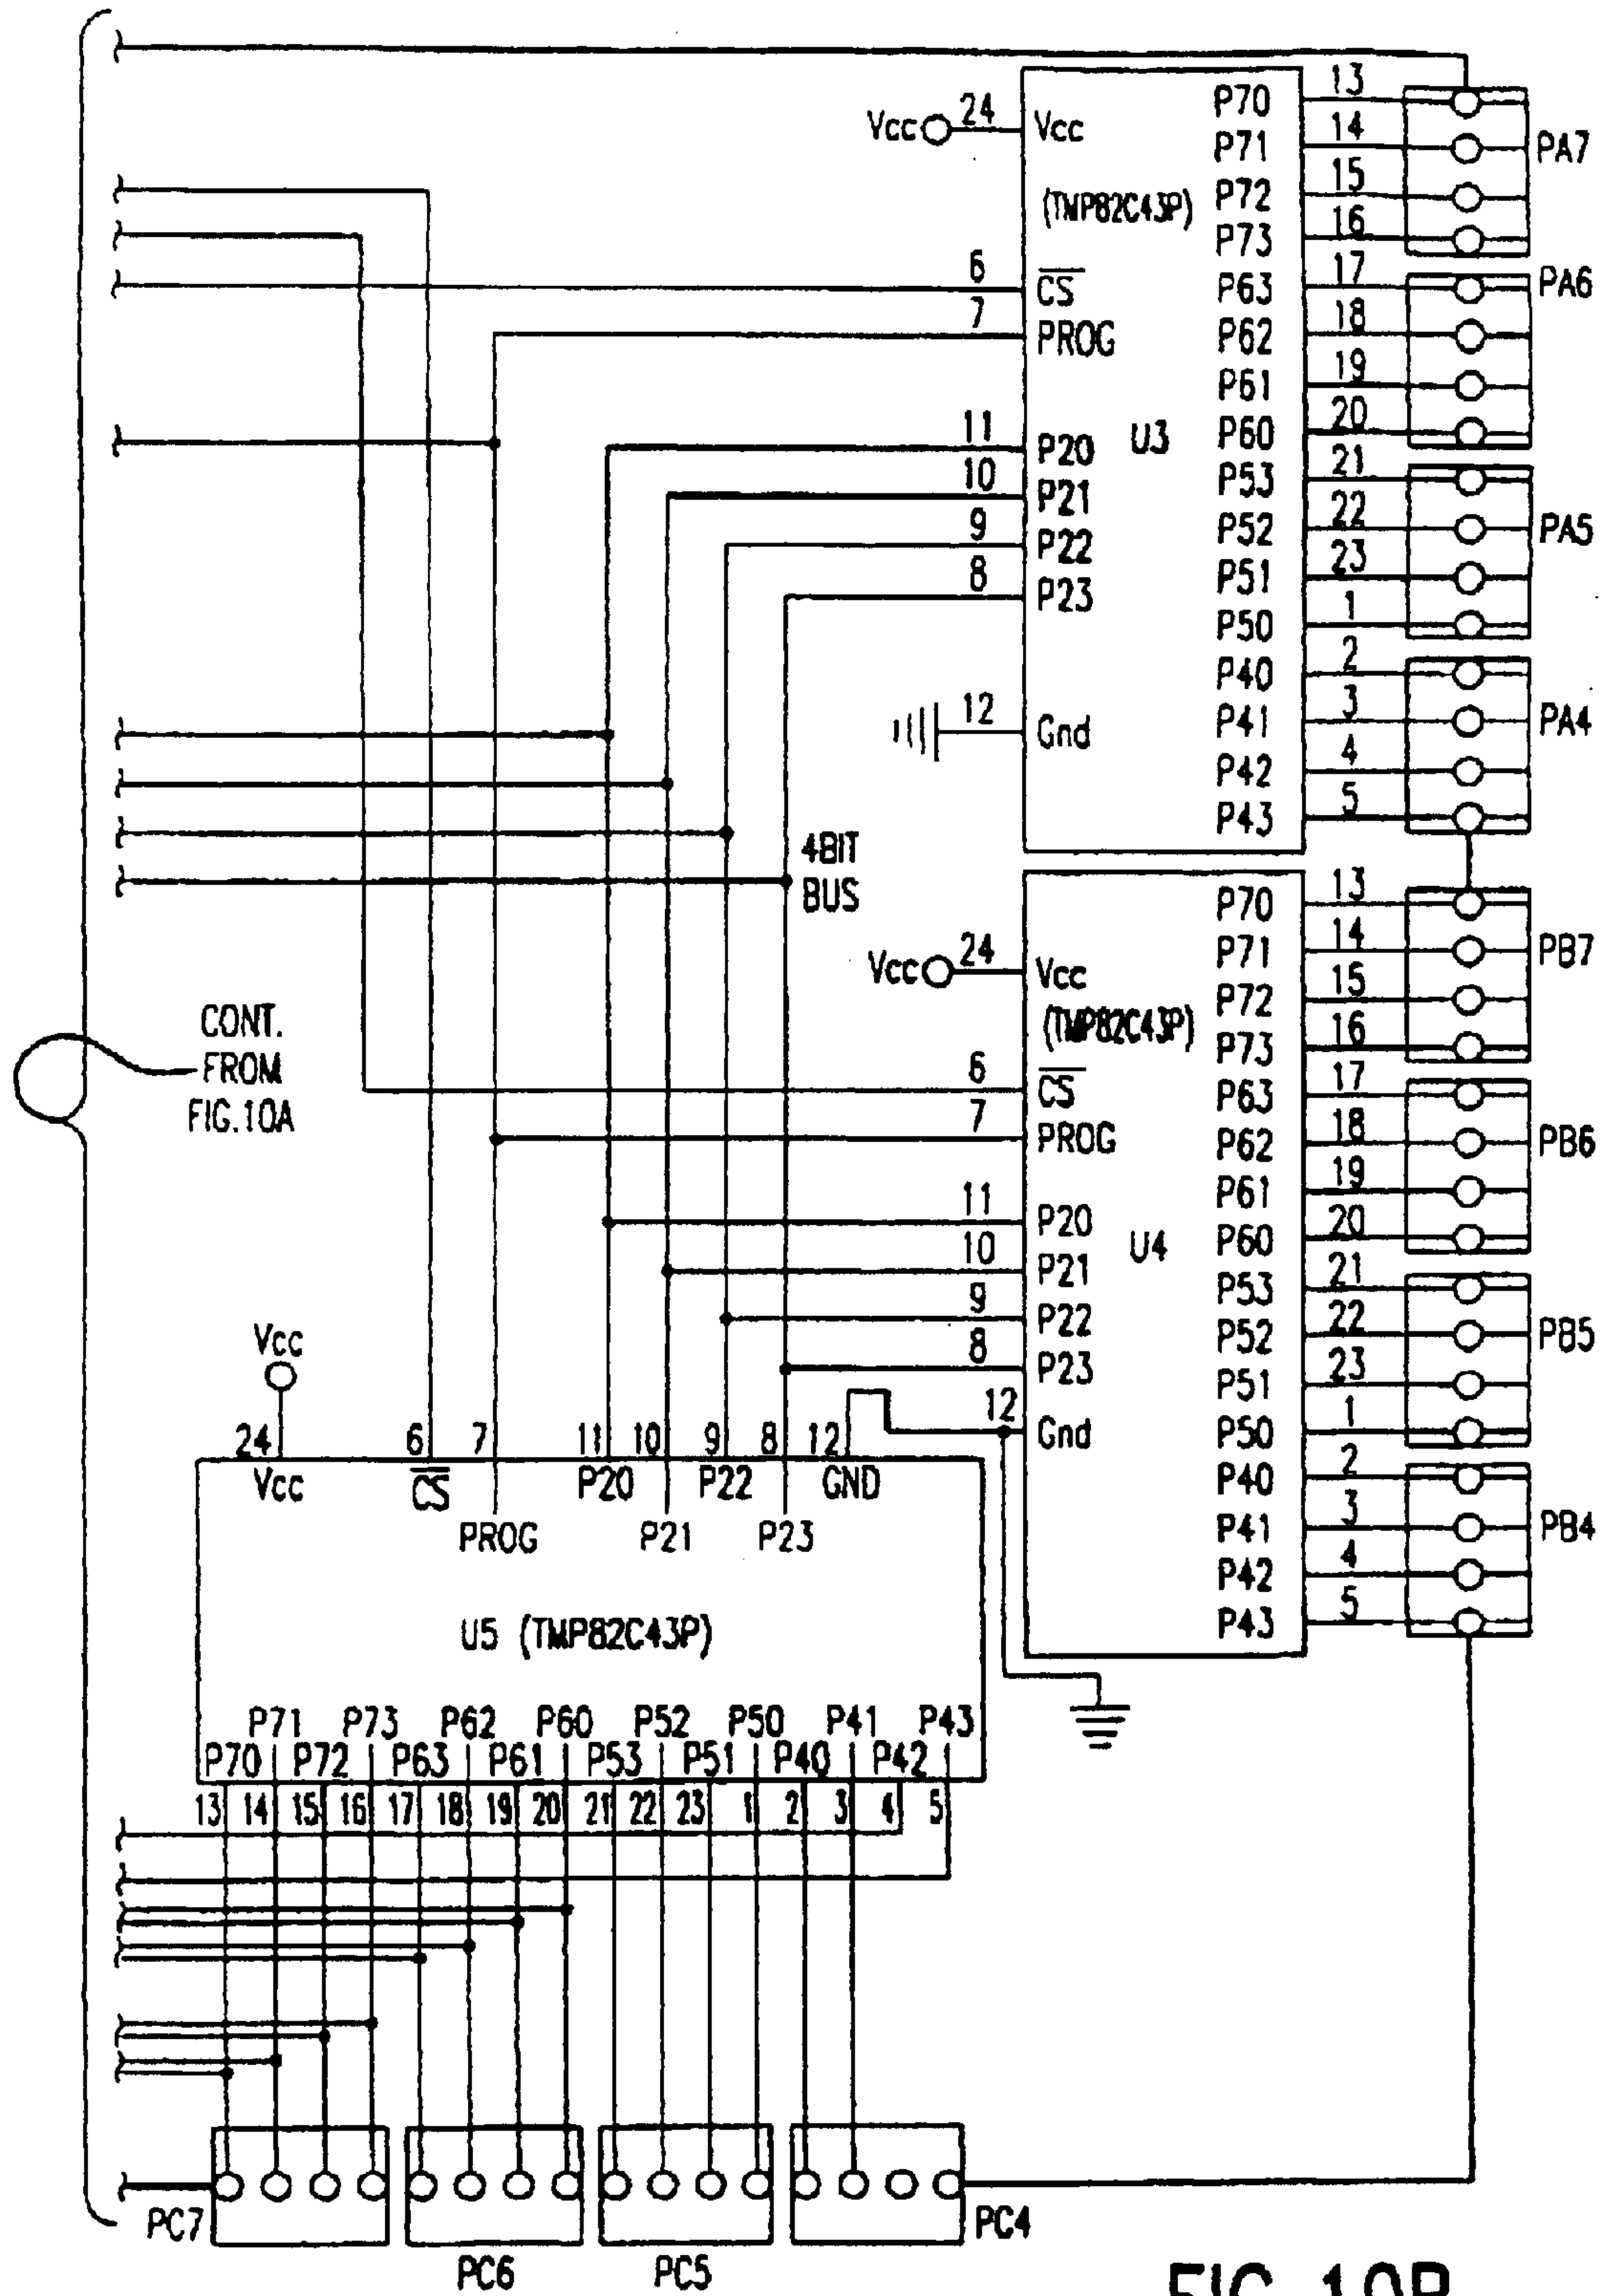 13
P70
Vcc 24 Vcc
14
P71
PA7
15
P72
(TMP82C43P)
16
P73
6
CS
17
P63
PA6
7
PROG
18
P62
19
P61
11
P20
20
P60
U3
10
P21
21
P53
9
P22
22
P52
PA5
8
P23
23
P51
1
P50
2
P40
12
Gnd
3
P41
PA4
4
P42
5
P43
4BIT
BUS
13
P70
Vcc 24 Vcc
14
P71
PB7
15
P72
(TMP82C43P)
16
P73
CONT.
FROM
FIG.10A
6
CS
17
P63
7
PROG
18
P62
PB6
19
P61
11
P20
20
P60
U4
10
P21
21
P53
9
P22
22
P52
PB5
8
P23
23
P51
12
Gnd
1
P50
2
P40
3
P41
PB4
4
P42
5
P43
Vcc
24 6 7 11 10 9 8 12
Vcc CS P20 P22 GND
PROG P21 P23
U5 (TMP82C43P)
P71 P73 P62 P60 P52 P50 P41 P43
P70 P72 P63 P61 P53 P51 P40 P42
13 14 15 16 17 18 19 20 21 22 23 1 2 3 4 5
PC7 PC4
PC6 PC5
FIG. 10B